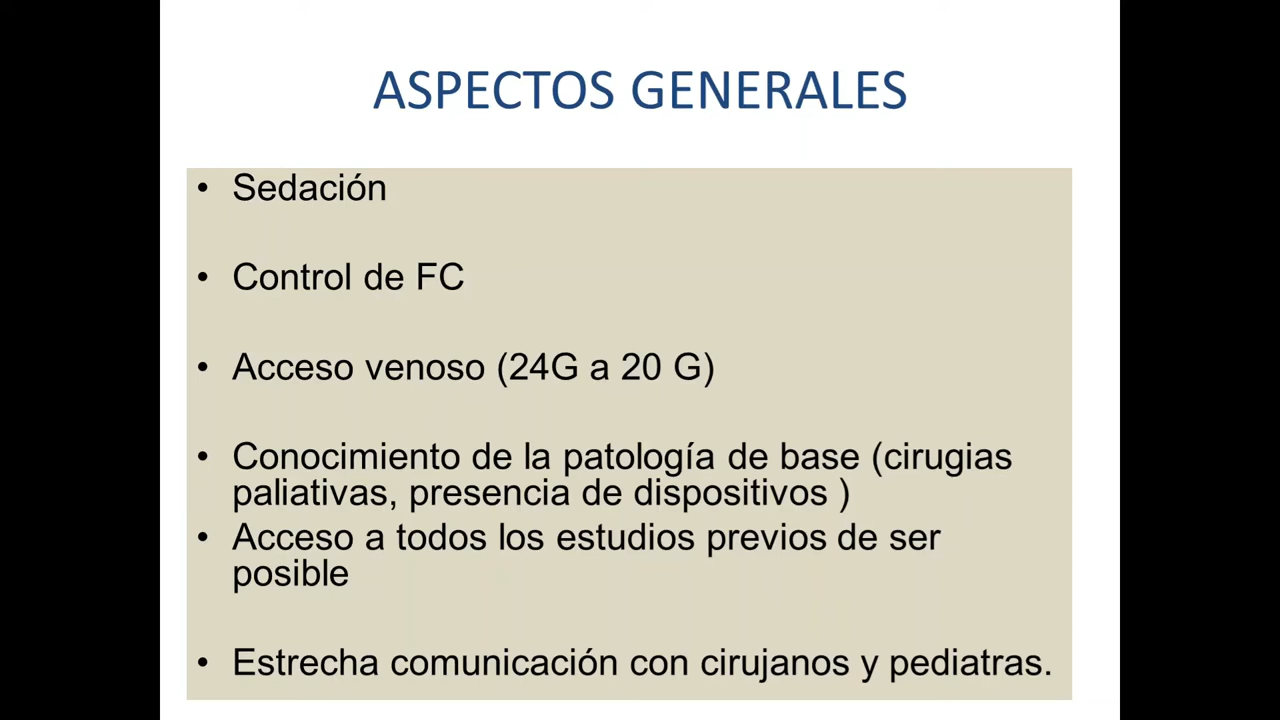 ASPECTOS GENERALES
• Sedación
• Control de FC
• Acceso venoso (24G a 20 G)
• Conocimiento de la patología de base (cirugias
paliativas, presencia de dispositivos )
• Acceso a todos los estudios previos de ser
posible
• Estrecha comunicación con cirujanos y pediatras.